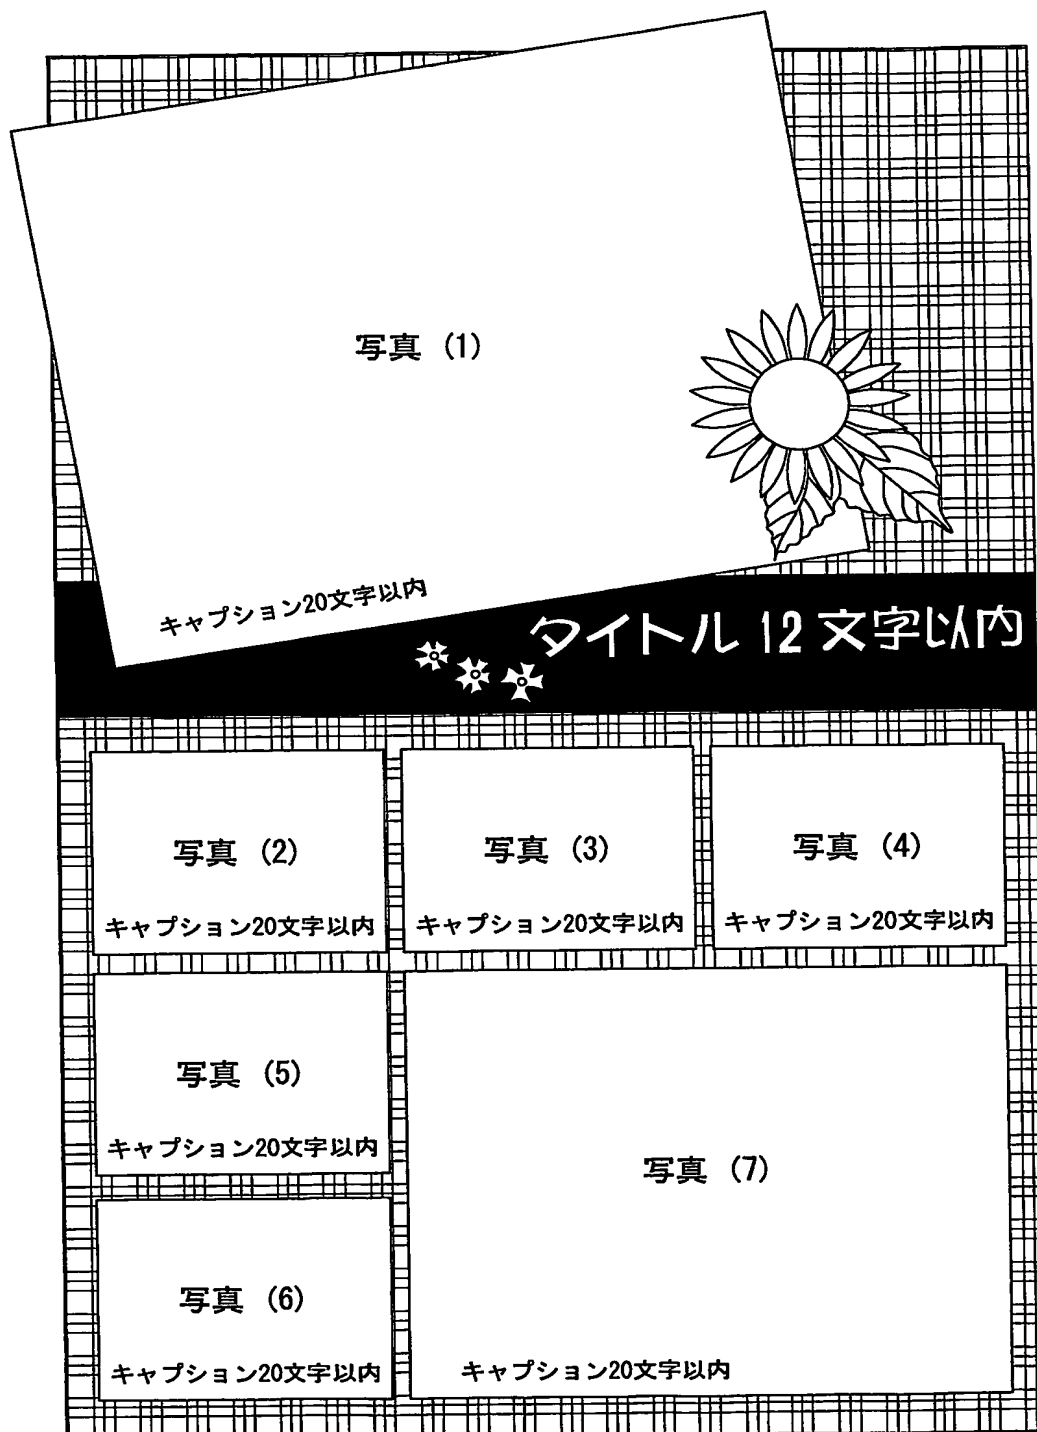 写真 (1)
キャプション20文字以内
タイトル 12 文字以内
写真 (2)
キャプション20文字以内
写真 (3)
キャプション20文字以内
写真 (4)
キャプション20文字以内
写真 (5)
キャプション20文字以内
写真 (6)
キャプション20文字以内
写真 (7)
キャプション20文字以内